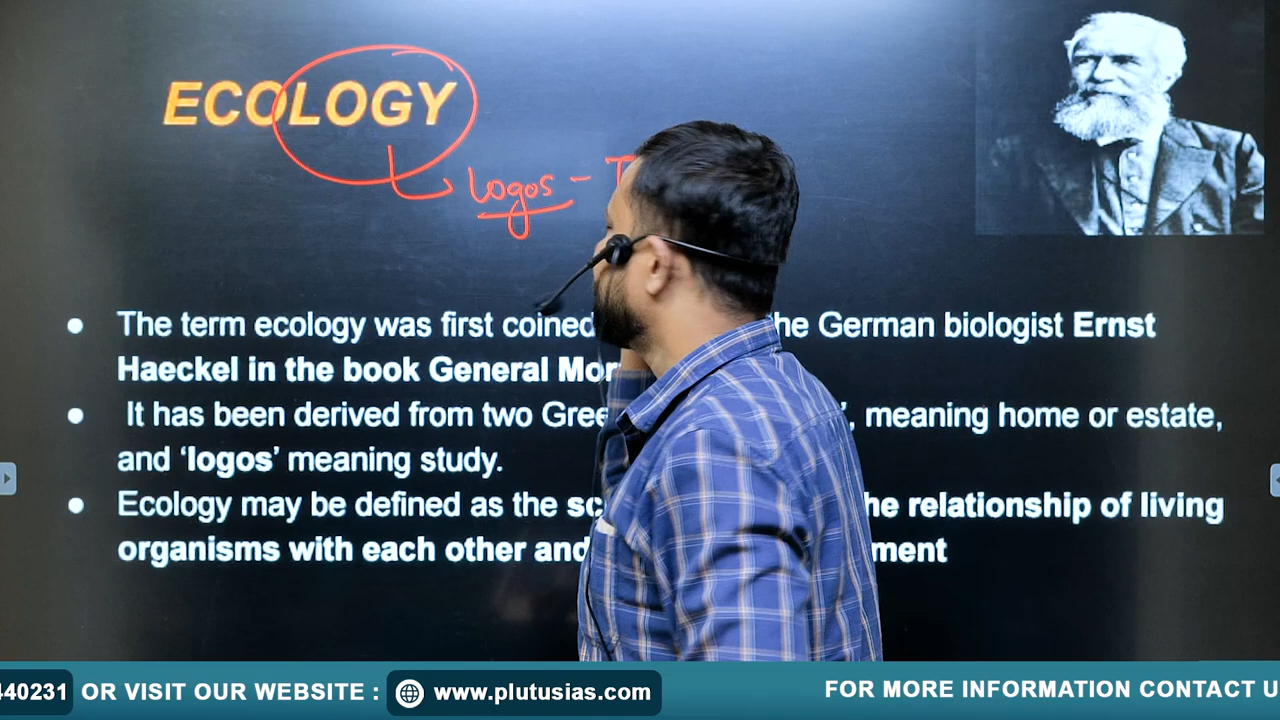 ECOLOGY
logos -
The term ecology was first coined he German biologist Ernst
Haeckel in the book General Mor
It has been derived from two Gree ’, meaning home or estate,
and ‘logos’ meaning study.
Ecology may be defined as the sc he relationship of living
organisms with each other and ment
440231 OR VISIT OUR WEBSITE : www.plutusias.com FOR MORE INFORMATION CONTACT U